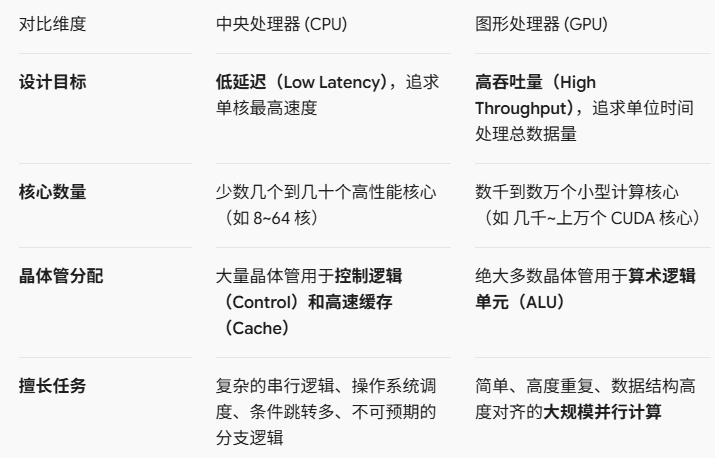 对比维度
中央处理器 (CPU)
图形处理器 (GPU)
设计目标
低延迟（Low Latency），追求
单核最高速度
高吞吐量（High
Throughput），追求单位时间
处理总数据量
核心数量
少数几个到几十个高性能核心
（如 8~64 核）
数千到数万个小型计算核心
（如 几千~上万个 CUDA 核心）
晶体管分配
大量晶体管用于控制逻辑
（Control）和高速缓存
（Cache）
绝大多数晶体管用于算术逻辑
单元（ALU）
擅长任务
复杂的串行逻辑、操作系统调
度、条件跳转多、不可预期的
分支逻辑
简单、高度重复、数据结构高
度对齐的大规模并行计算